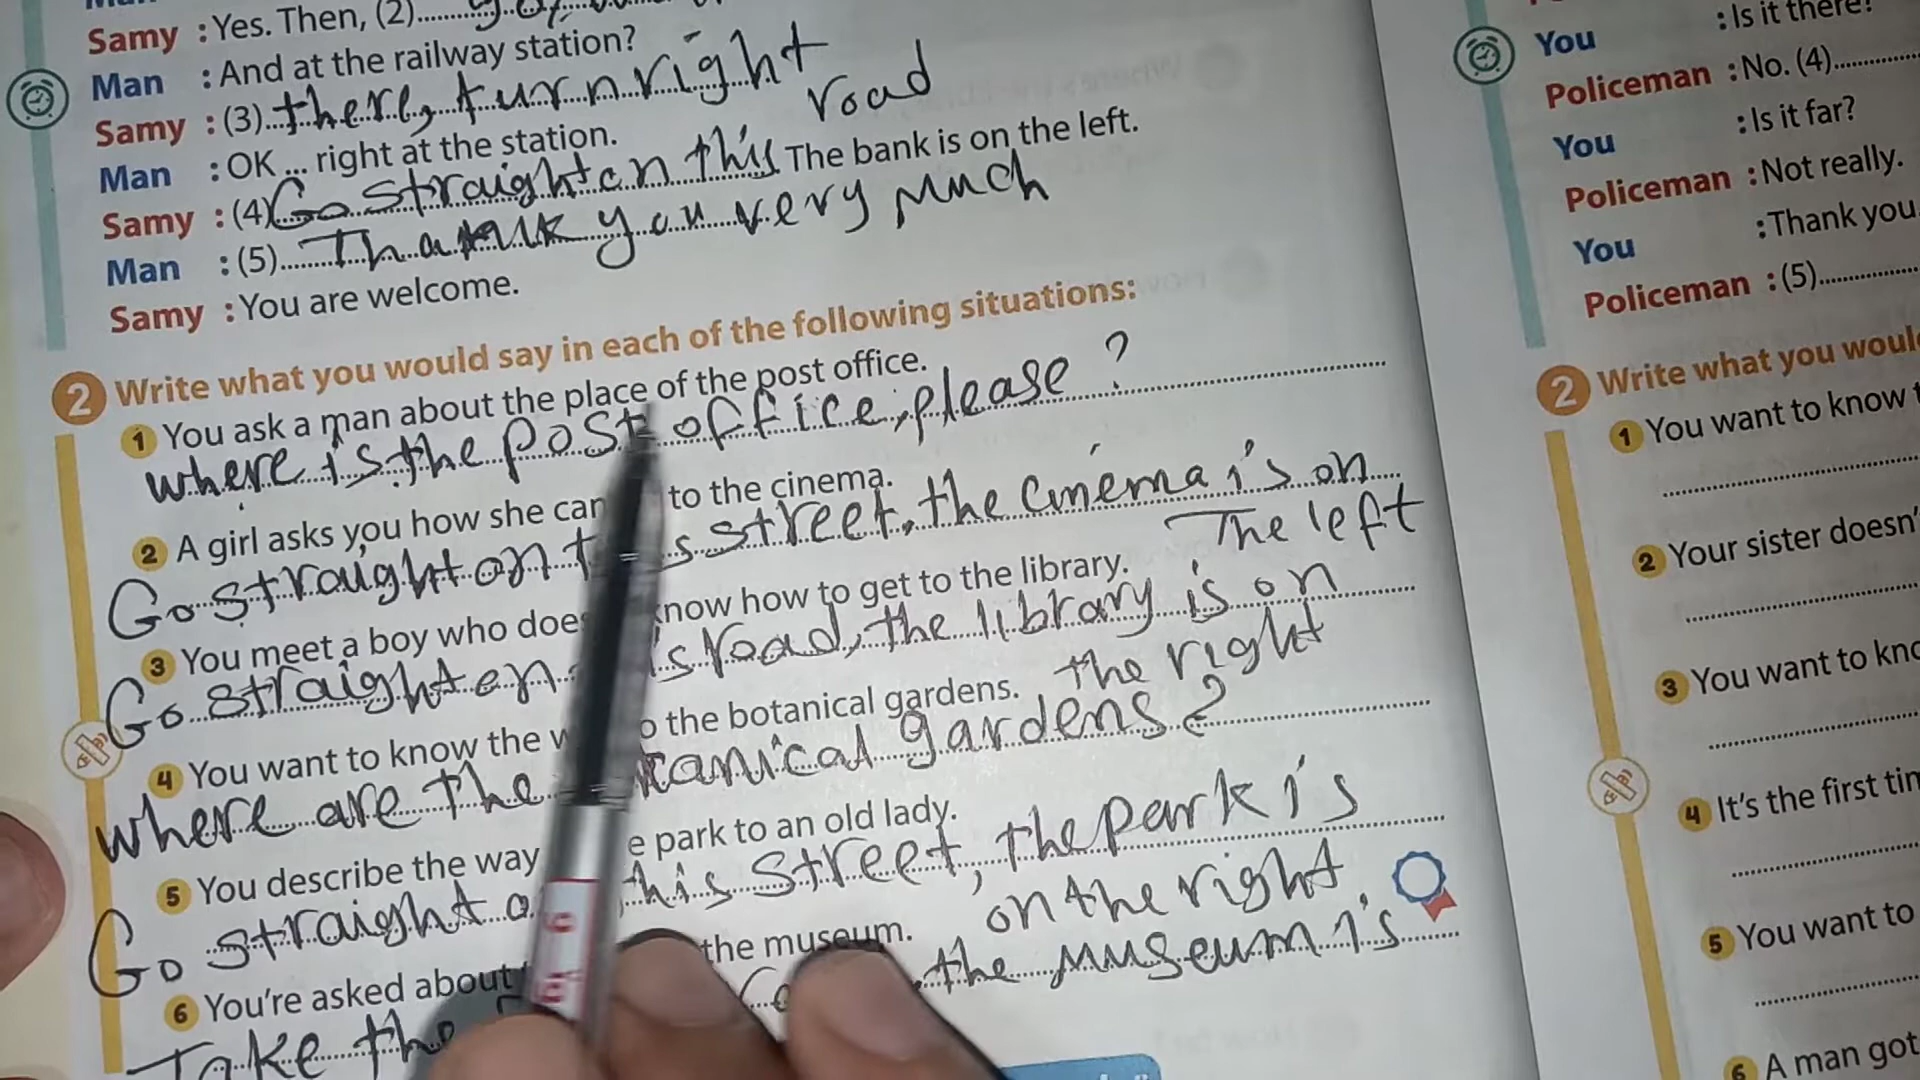 Samy : Yes. Then, (2)
Man : And at the railway station?
Samy : (3) there, turn right
Man : OK ... right at the station.
road
Samy : (4) Go straight on this The bank is on the left.
Man : (5) Thank you very much
Samy : You are welcome.
2 Write what you would say in each of the following situations:
1 You ask a man about the place of the post office.
where is the post office, please?
2 A girl asks you how she can to the cinema.
Go straight on street, the cinema is on
The left
3 You meet a boy who know how to get to the library.
Go straight on road, the library is on
the right
4 You want to know the the botanical gardens.
where are the gardens?
5 You describe the way park to an old lady.
Go straight this street, the park is
on the right.
6 You're asked about the museum.
Take the the museum is
You : Is it there?
Policeman : No. (4)
You : Is it far?
Policeman : Not really.
You : Thank you
Policeman : (5)
2 Write what you
1 You want to know
2 Your sister
3 You want to
4 It's the first
5 You want to
6 A man got